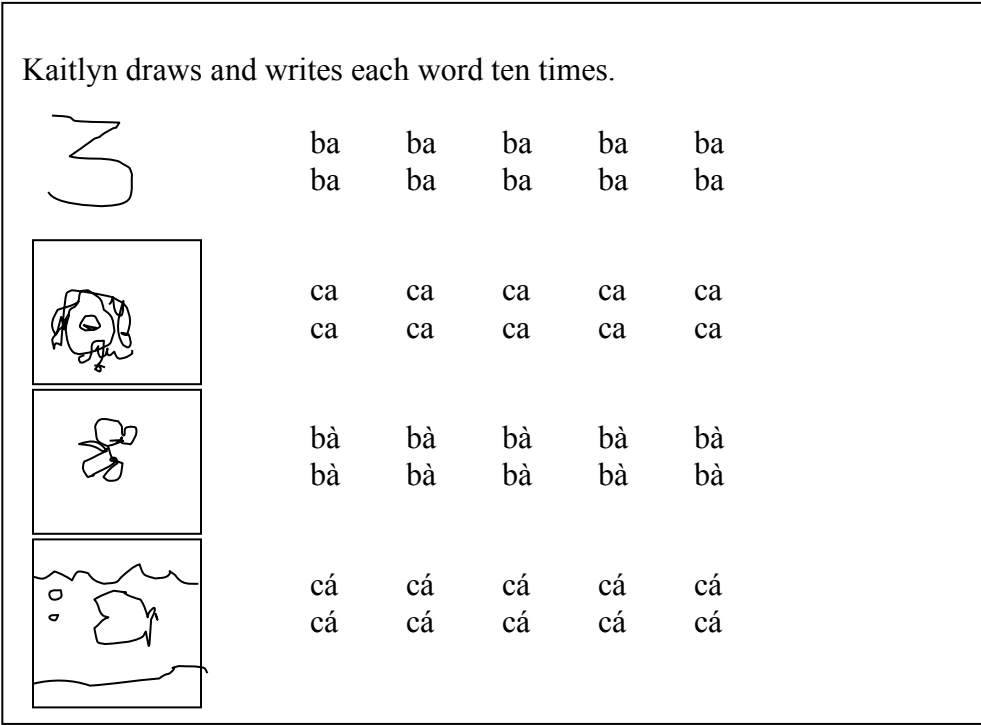 Kaitlyn draws and writes each word ten times.
3
ba ba ba ba ba
ba ba ba ba ba
ca ca ca ca ca
ca ca ca ca ca
bà bà bà bà bà
bà bà bà bà bà
cá cá cá cá cá
cá cá cá cá cá